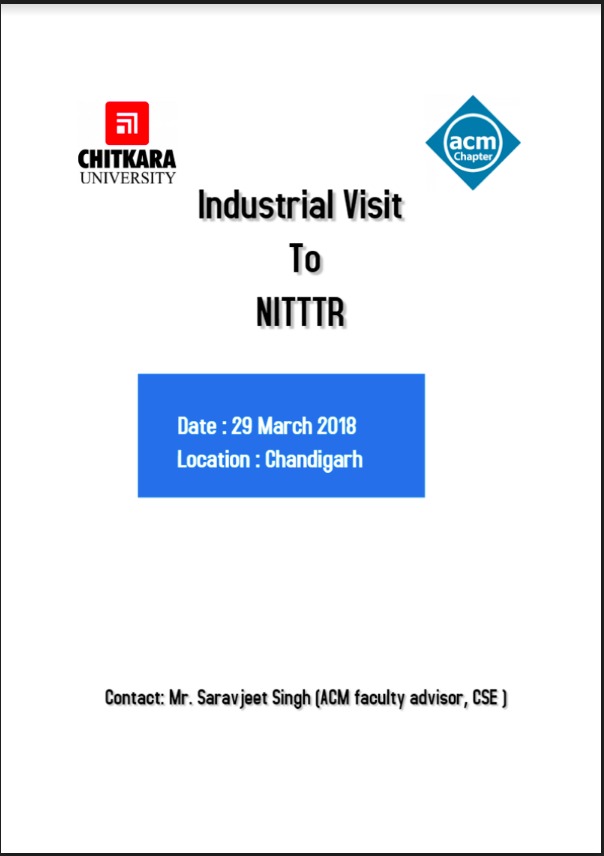 CHITKARA
UNIVERSITY
acm
Chapter
Industrial Visit
To
NITTTR
Date : 29 March 2018
Location : Chandigarh
Contact: Mr. Saravjeet Singh (ACM faculty advisor, CSE )